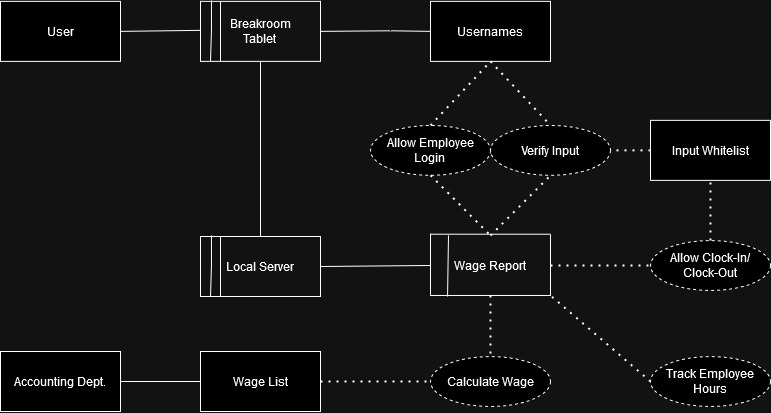 User
Breakroom
Tablet
Usernames
Allow Employee
Login
Verify Input
Input Whitelist
Local Server
Wage Report
Allow Clock-In/
Clock-Out
Accounting Dept.
Wage List
Calculate Wage
Track Employee
Hours